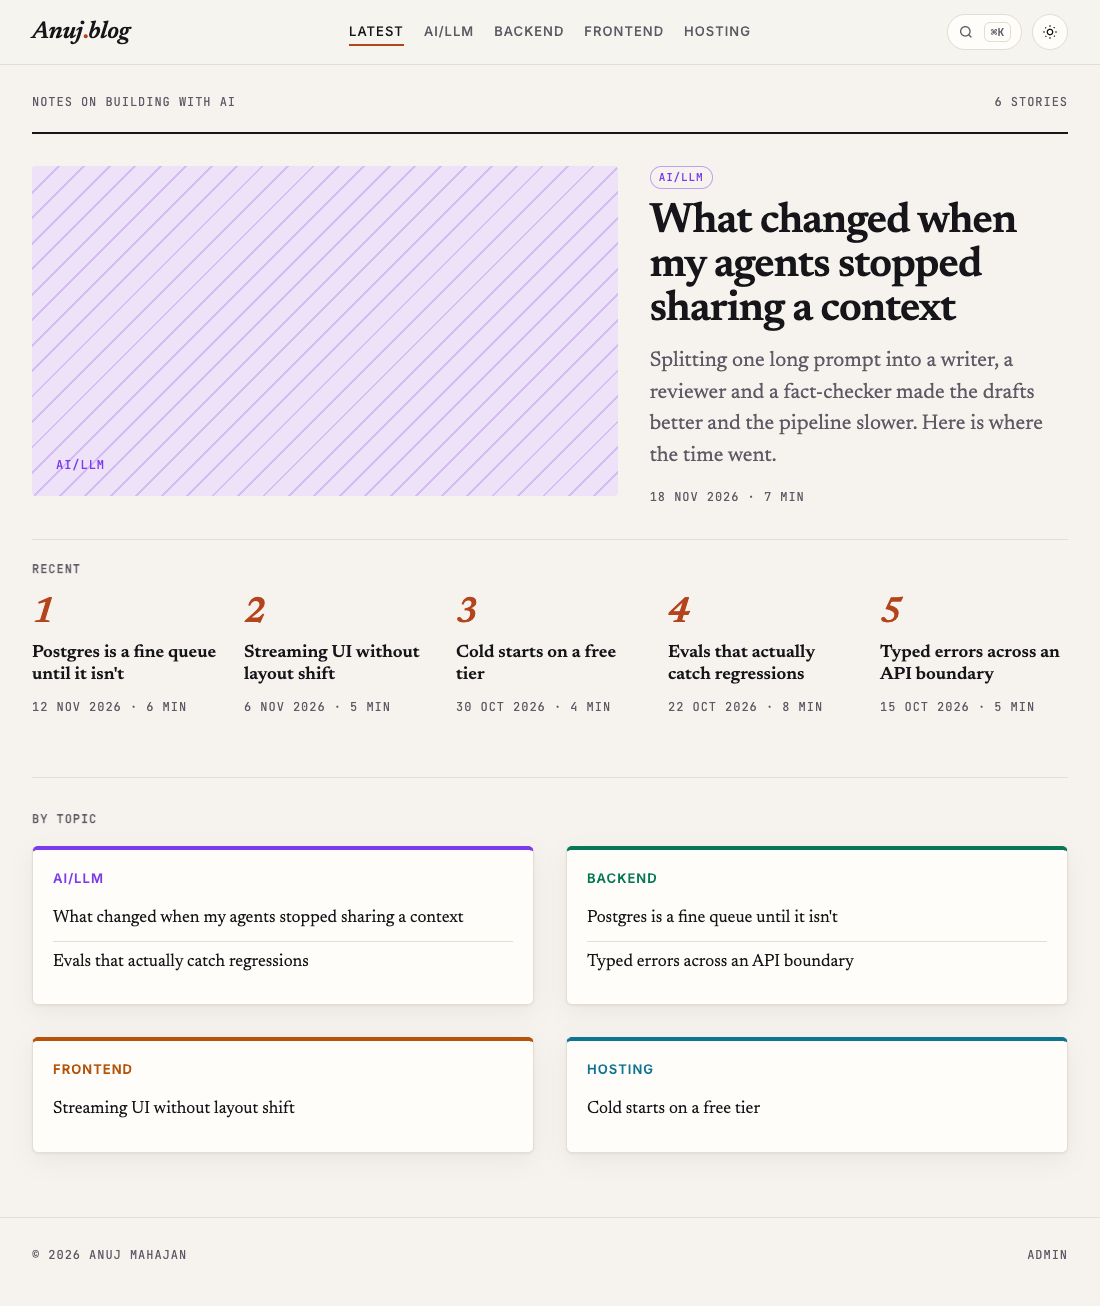 Anuj.blog
LATEST AI/LLM BACKEND FRONTEND HOSTING
⌘K
NOTES ON BUILDING WITH AI
6 STORIES
AI/LLM
AI/LLM
What changed when
my agents stopped
sharing a context
Splitting one long prompt into a writer, a
reviewer and a fact-checker made the drafts
better and the pipeline slower. Here is where
the time went.
18 NOV 2026 · 7 MIN
RECENT
1
Postgres is a fine queue
until it isn't
12 NOV 2026 · 6 MIN
2
Streaming UI without
layout shift
6 NOV 2026 · 5 MIN
3
Cold starts on a free
tier
30 OCT 2026 · 4 MIN
4
Evals that actually
catch regressions
22 OCT 2026 · 8 MIN
5
Typed errors across an
API boundary
15 OCT 2026 · 5 MIN
BY TOPIC
AI/LLM
What changed when my agents stopped sharing a context
Evals that actually catch regressions
BACKEND
Postgres is a fine queue until it isn't
Typed errors across an API boundary
FRONTEND
Streaming UI without layout shift
HOSTING
Cold starts on a free tier
© 2026 ANUJ MAHAJAN
ADMIN